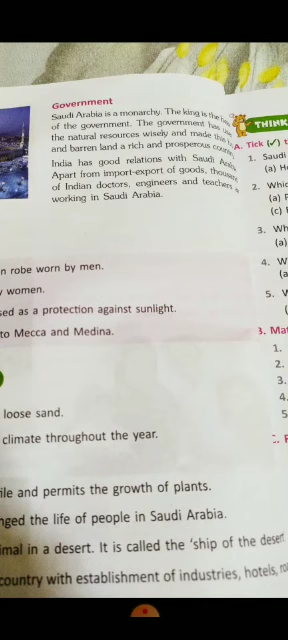 Government
Saudi Arabia is a monarchy. The king is the
of the government. The government has
the natural resources wisely and made this
and barren land a rich and prosperous country
India has good relations with Saudi
Apart from import-export of goods,
of Indian doctors, engineers and teachers
working in Saudi Arabia.
n robe worn by men.
women.
sed as a protection against sunlight.
to Mecca and Medina.
loose sand.
climate throughout the year.
ile and permits the growth of plants.
nged the life of people in Saudi Arabia.
imal in a desert. It is called the 'ship of the desert
country with establishment of industries, hotels,
THINK
A. Tick (✓)
1. Saudi
(a)
2.
(a)
(c)
3. Wh
(a)
4. W
(a
5.
3. Ma
1.
2.
3.
4.
5